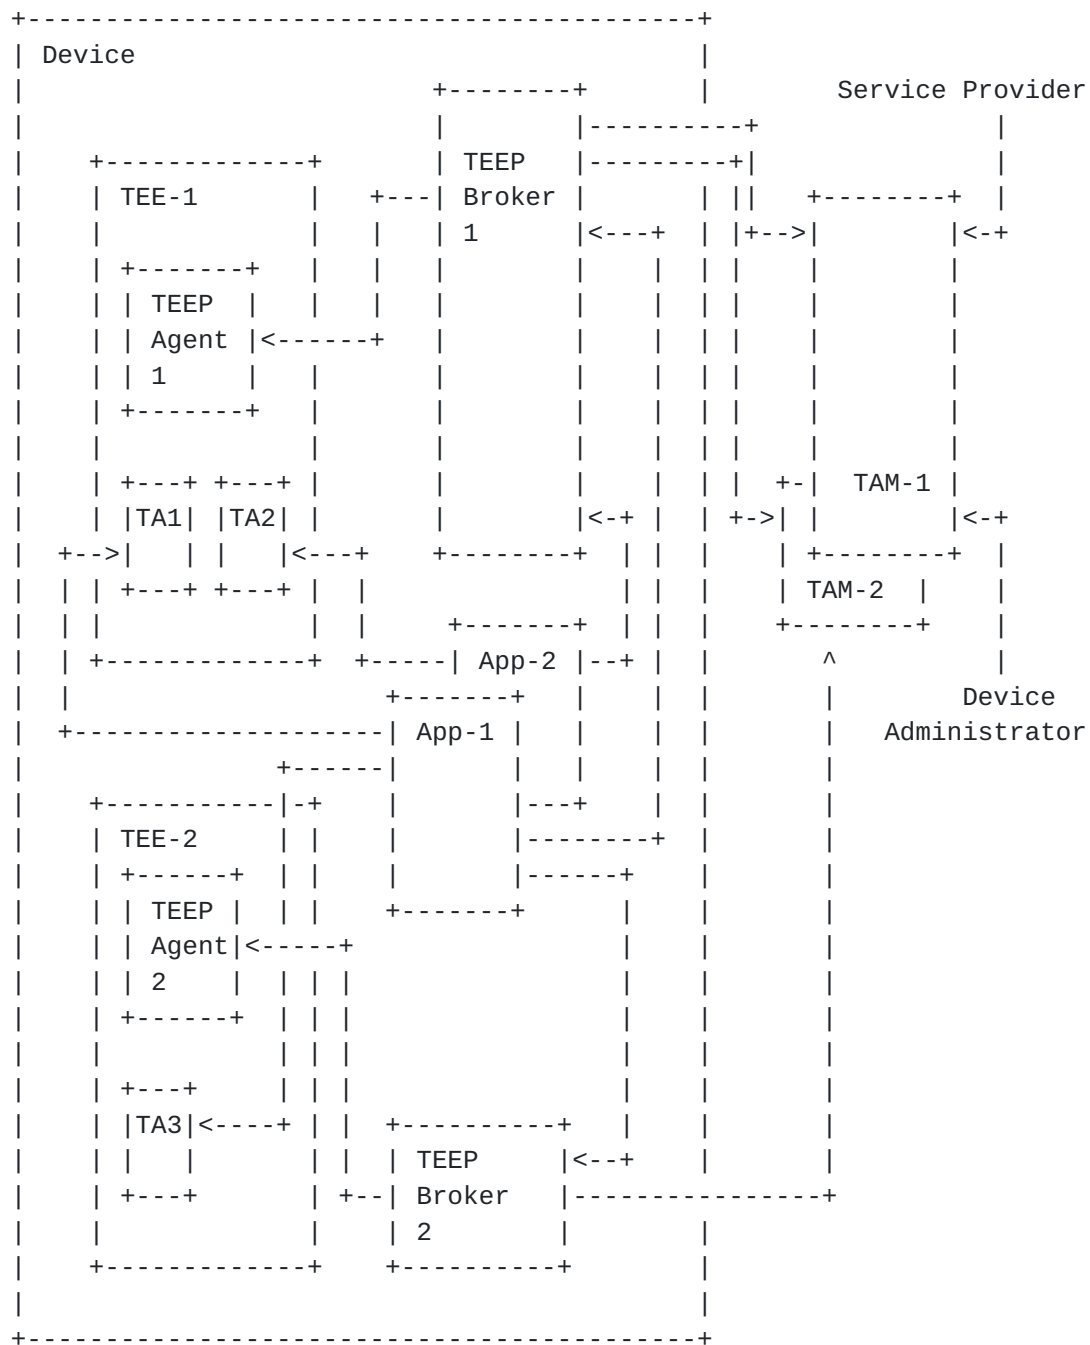 Device
Service Provider
TEEP
TEE-1
Broker
1
TEEP
Agent
1
TAM-1
TA1 TA2
TAM-2
App-2
Device
App-1
Administrator
TEE-2
TEEP
Agent
2
TA3
TEEP
Broker
2